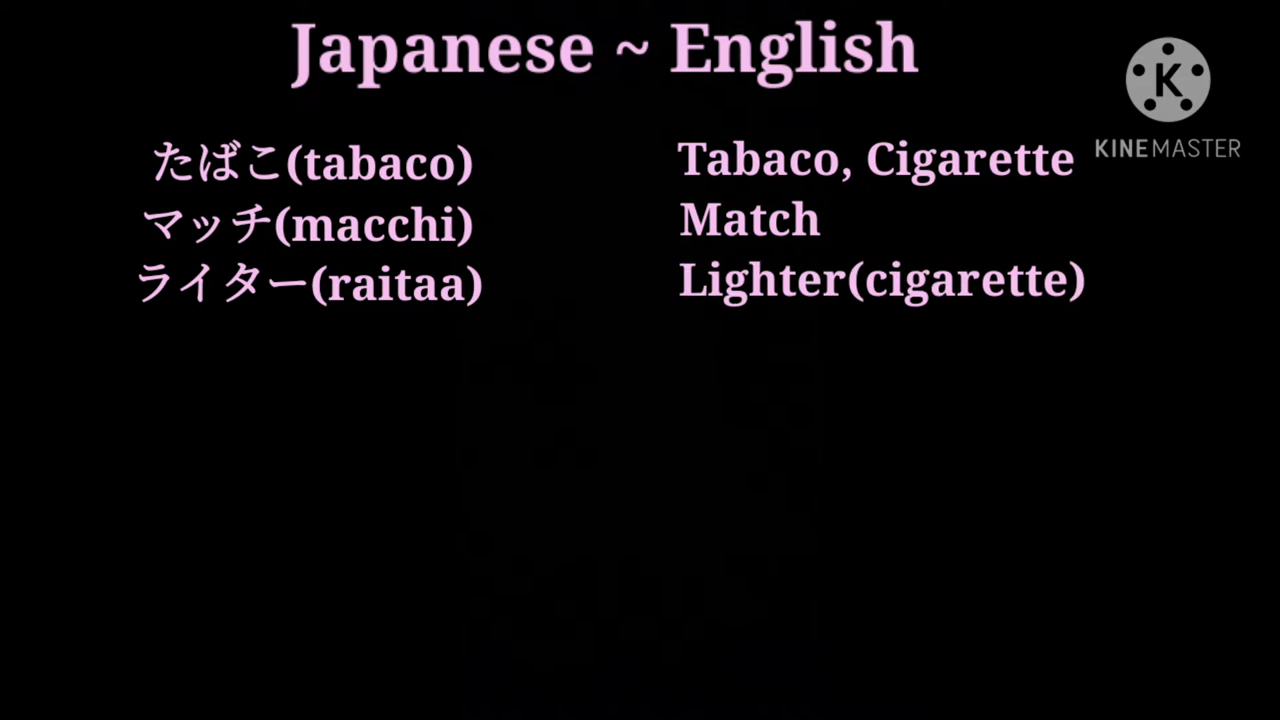 Japanese ~ English
たばこ(tabaco) Tabaco, Cigarette
マッチ(macchi) Match
ライター(raitaa) Lighter(cigarette)
K
KINEMASTER